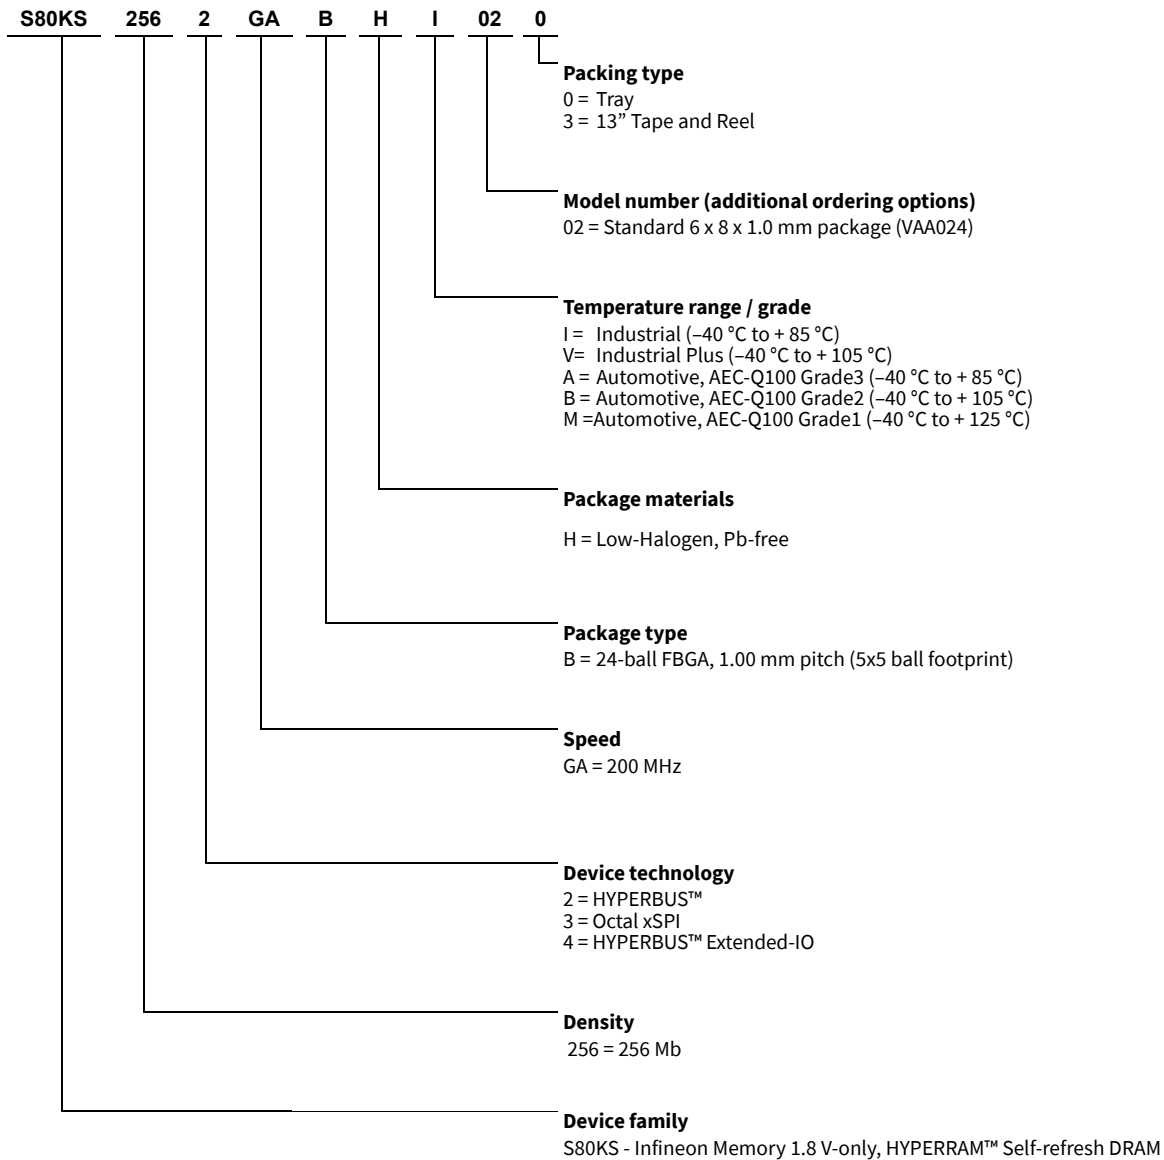 S80KS 256 2 GA B H I 02 0
Packing type
0 = Tray
3 = 13” Tape and Reel
Model number (additional ordering options)
02 = Standard 6 x 8 x 1.0 mm package (VAA024)
Temperature range / grade
I = Industrial (–40 °C to + 85 °C)
V= Industrial Plus (–40 °C to + 105 °C)
A = Automotive, AEC-Q100 Grade3 (–40 °C to + 85 °C)
B = Automotive, AEC-Q100 Grade2 (–40 °C to + 105 °C)
M =Automotive, AEC-Q100 Grade1 (–40 °C to + 125 °C)
Package materials
H = Low-Halogen, Pb-free
Package type
B = 24-ball FBGA, 1.00 mm pitch (5x5 ball footprint)
Speed
GA = 200 MHz
Device technology
2 = HYPERBUS™
3 = Octal xSPI
4 = HYPERBUS™ Extended-IO
Density
256 = 256 Mb
Device family
S80KS - Infineon Memory 1.8 V-only, HYPERRAM™ Self-refresh DRAM